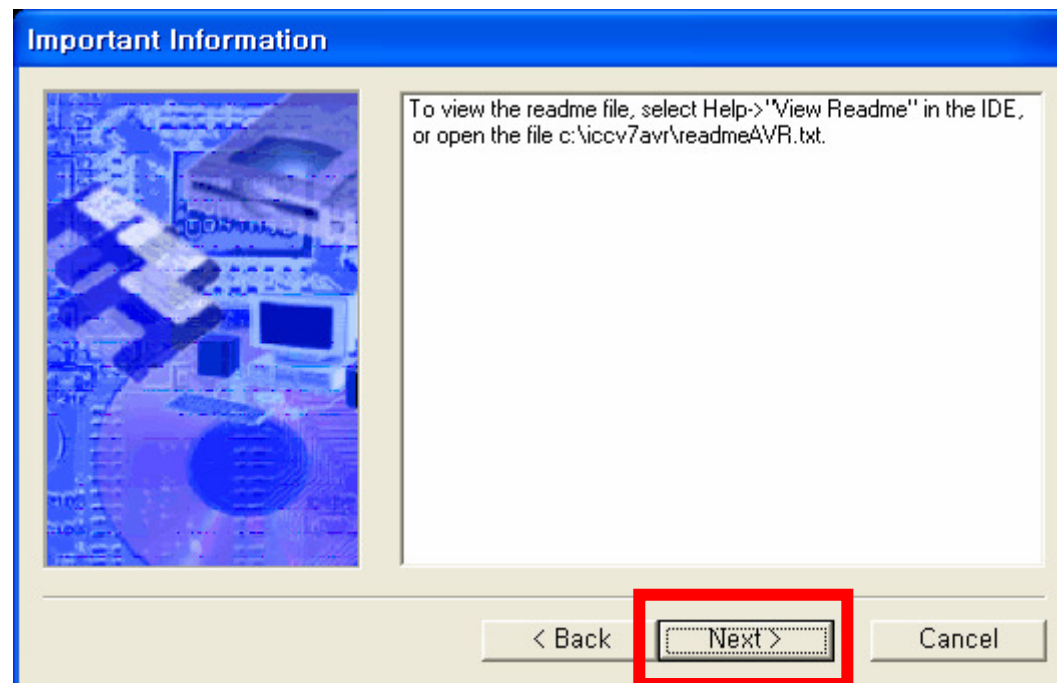 Important Information
To view the readme file, select Help->"View Readme" in the IDE,
or open the file c:\iccv7avr\readmeAVR.txt.
< Back
Next >
Cancel